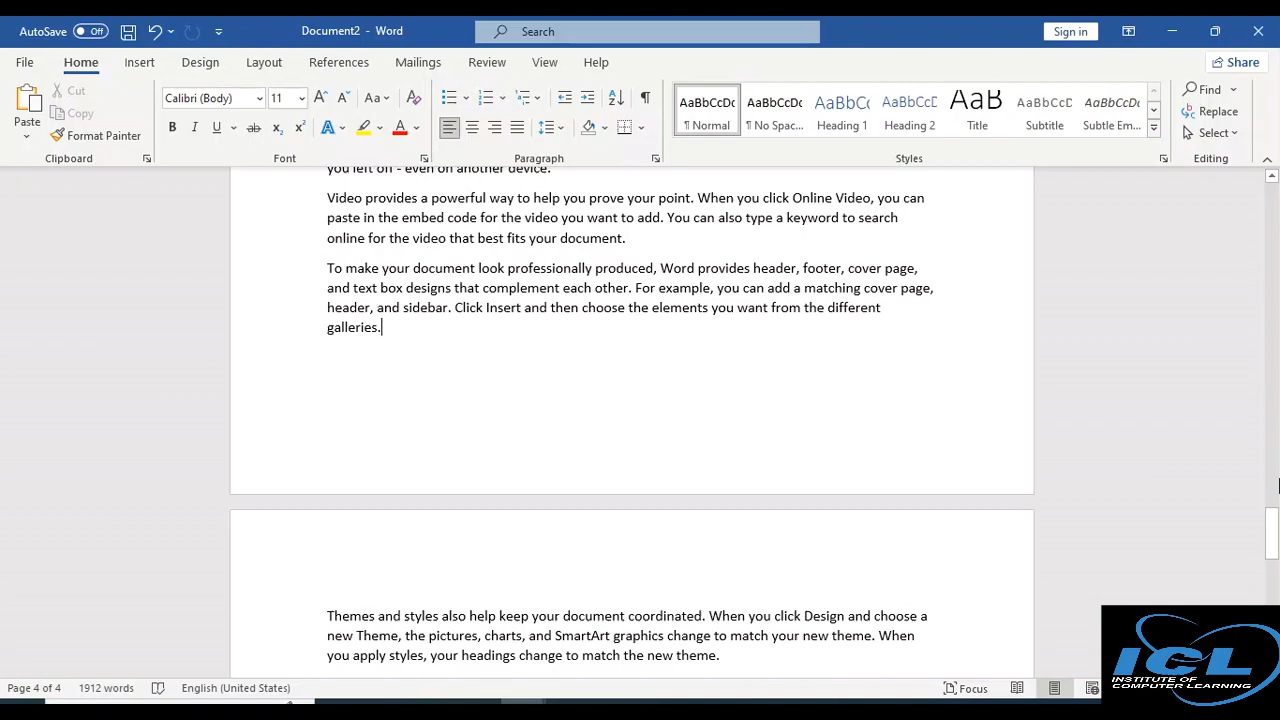 AutoSave Off Document2 - Word Search Sign in
File Home Insert Design Layout References Mailings Review View Help Share
Paste Cut Copy Format Painter
Calibri (Body) 11 Aa
B I U ab x₂ x² A A
AaBbCcDc AaBbCcDc AaBbCc AaBbCcD AaB AaBbCcD AaBbCcDt
¶ Normal ¶ No Spac... Heading 1 Heading 2 Title Subtitle Subtle Em...
Find Replace Select
Clipboard Font Paragraph Styles Editing
you left off - even on another device.
Video provides a powerful way to help you prove your point. When you click Online Video, you can
paste in the embed code for the video you want to add. You can also type a keyword to search
online for the video that best fits your document.
To make your document look professionally produced, Word provides header, footer, cover page,
and text box designs that complement each other. For example, you can add a matching cover page,
header, and sidebar. Click Insert and then choose the elements you want from the different
galleries.
Themes and styles also help keep your document coordinated. When you click Design and choose a
new Theme, the pictures, charts, and SmartArt graphics change to match your new theme. When
you apply styles, your headings change to match the new theme.
ICL
INSTITUTE OF
COMPUTER LEARNING
Page 4 of 4 1912 words English (United States) Focus